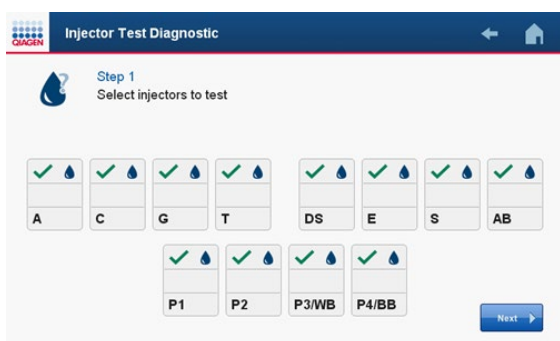 QIAGEN
Injector Test Diagnostic
?
Step 1
Select injectors to test
A
C
G
T
DS
E
S
AB
P1
P2
P3/WB
P4/BB
Next